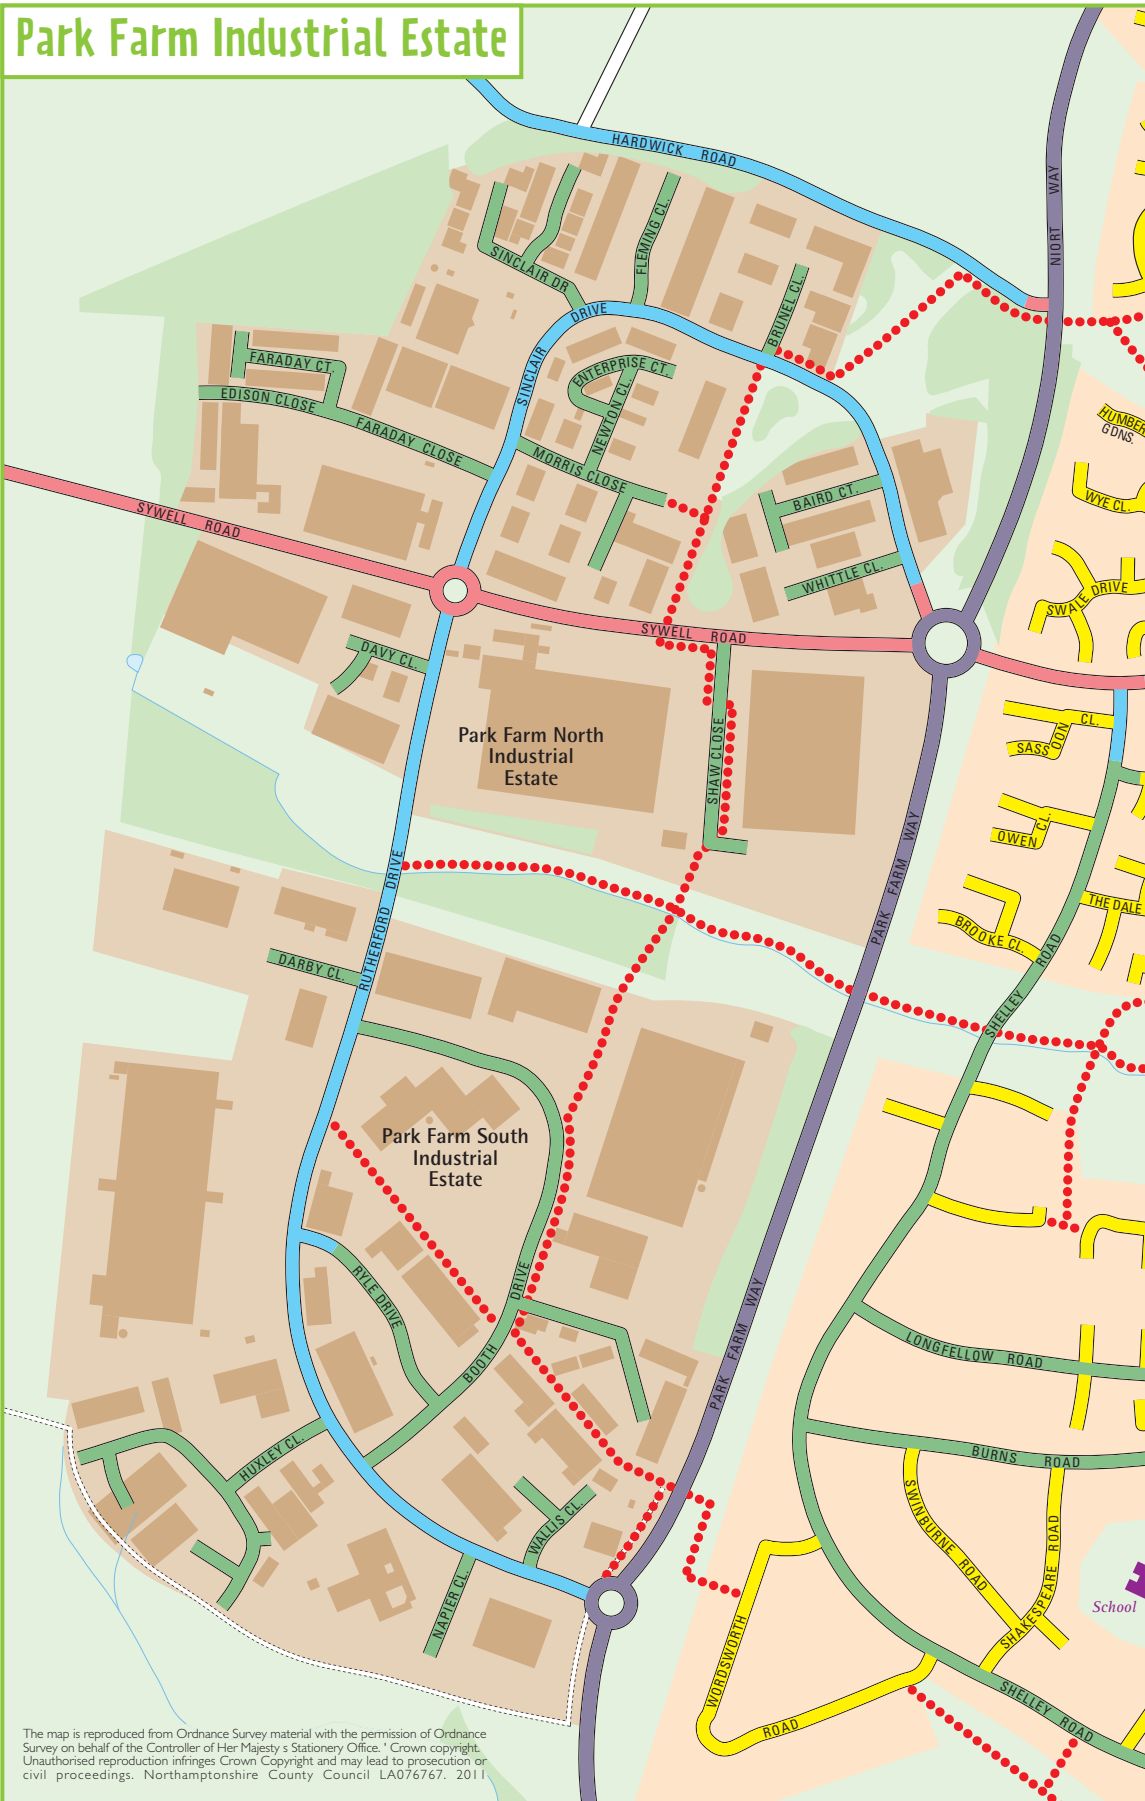 Park Farm Industrial Estate
HARDWICK ROAD
NIORT WAY
FLEMING CL.
SINCLAIR DR
DRIVE
BRUNEL CL.
SINCLAIR
FARADAY CT.
ENTERPRISE CT.
EDISON CLOSE
NEWTON CL.
HUMBER
GDNS.
FARADAY CLOSE
MORRIS CLOSE
BAIRD CT.
WYE CL.
SYWELL ROAD
WHITTLE CL.
SWALE DRIVE
SYWELL ROAD
DAVY CL.
CL.
SASSOON
Park Farm North
Industrial
Estate
SHAW CLOSE
OWEN CL.
PARK FARM WAY
RUTHERFORD DRIVE
THE DALE
BROOKE CL.
DARBY CL.
SHELLEY ROAD
Park Farm South
Industrial
Estate
RYLE DRIVE
BOOTH DRIVE
PARK FARM WAY
LONGFELLOW ROAD
HUXLEY CL.
BURNS ROAD
SWINBURNE ROAD
WALLIS CL.
SHAKESPEARE ROAD
NAPIER CL.
School
WORDSWORTH
ROAD
SHELLEY ROAD
The map is reproduced from Ordnance Survey material with the permission of Ordnance
Survey on behalf of the Controller of Her Majesty s Stationery Office. ' Crown copyright.
Unauthorised reproduction infringes Crown Copyright and may lead to prosecution or
civil proceedings. Northamptonshire County Council LA076767. 2011